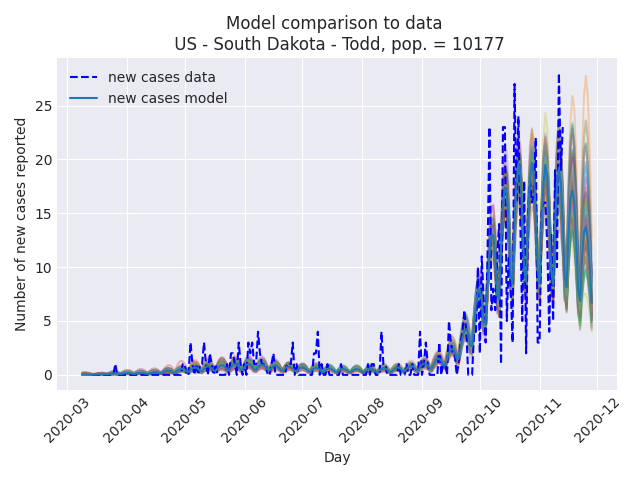 Model comparison to data
US - South Dakota - Todd, pop. = 10177
new cases data
new cases model
Number of new cases reported
25
20
15
10
5
0
2020-03
2020-04
2020-05
2020-06
2020-07
2020-08
2020-09
2020-10
2020-11
2020-12
Day